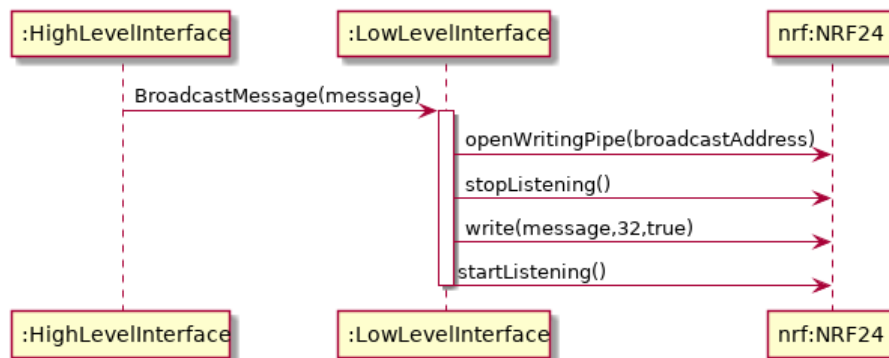 :HighLevelInterface :LowLevelInterface nrf:NRF24
BroadcastMessage(message)
openWritingPipe(broadcastAddress)
stopListening()
write(message,32,true)
startListening()
:HighLevelInterface :LowLevelInterface nrf:NRF24